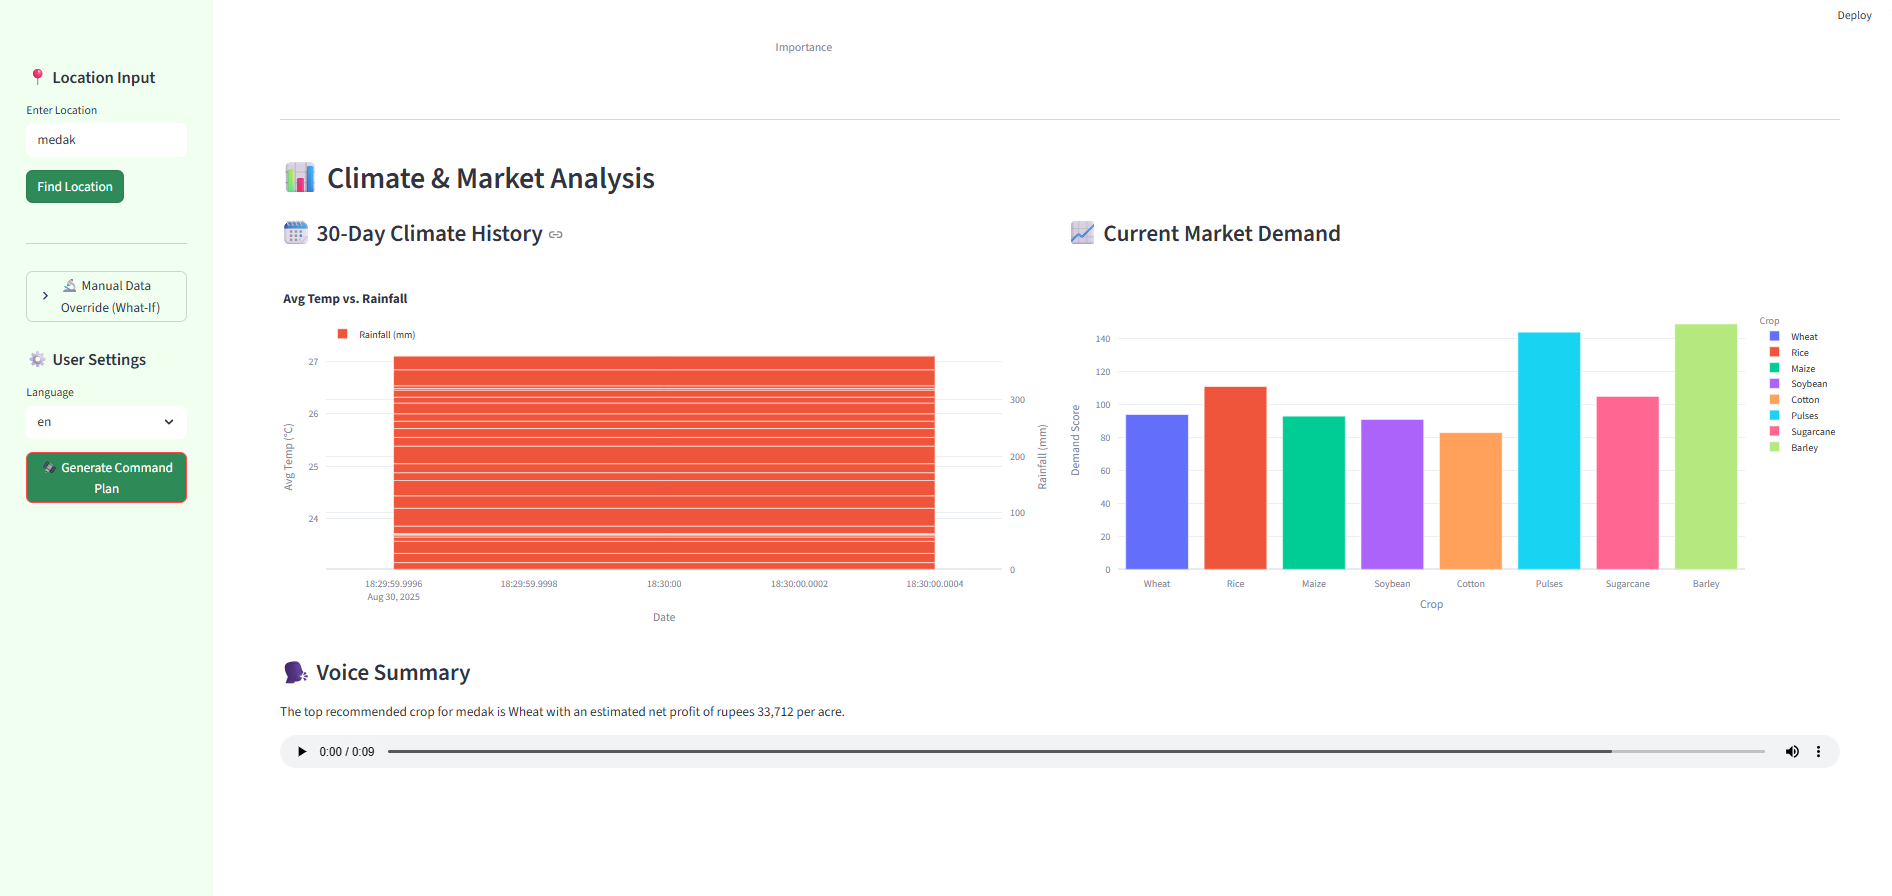 Deploy
📍 Location Input
Enter Location
medak
Find Location
Manual Data
Override (What-If)
User Settings
Language
en
Generate Command
Plan
Importance
Climate & Market Analysis
30-Day Climate History
Avg Temp vs. Rainfall
Rainfall (mm)
27
26
25
24
Avg Temp (°C)
300
200
100
0
Rainfall (mm)
18:29:59.9996
18:29:59.9998
18:30:00
18:30:00.0002
18:30:00.0004
Aug 30, 2025
Date
Current Market Demand
140
120
100
80
60
40
20
0
Demand Score
Wheat
Rice
Maize
Soybean
Cotton
Pulses
Sugarcane
Barley
Crop
Crop
Wheat
Rice
Maize
Soybean
Cotton
Pulses
Sugarcane
Barley
Voice Summary
The top recommended crop for medak is Wheat with an estimated net profit of rupees 33,712 per acre.
0:00 / 0:09